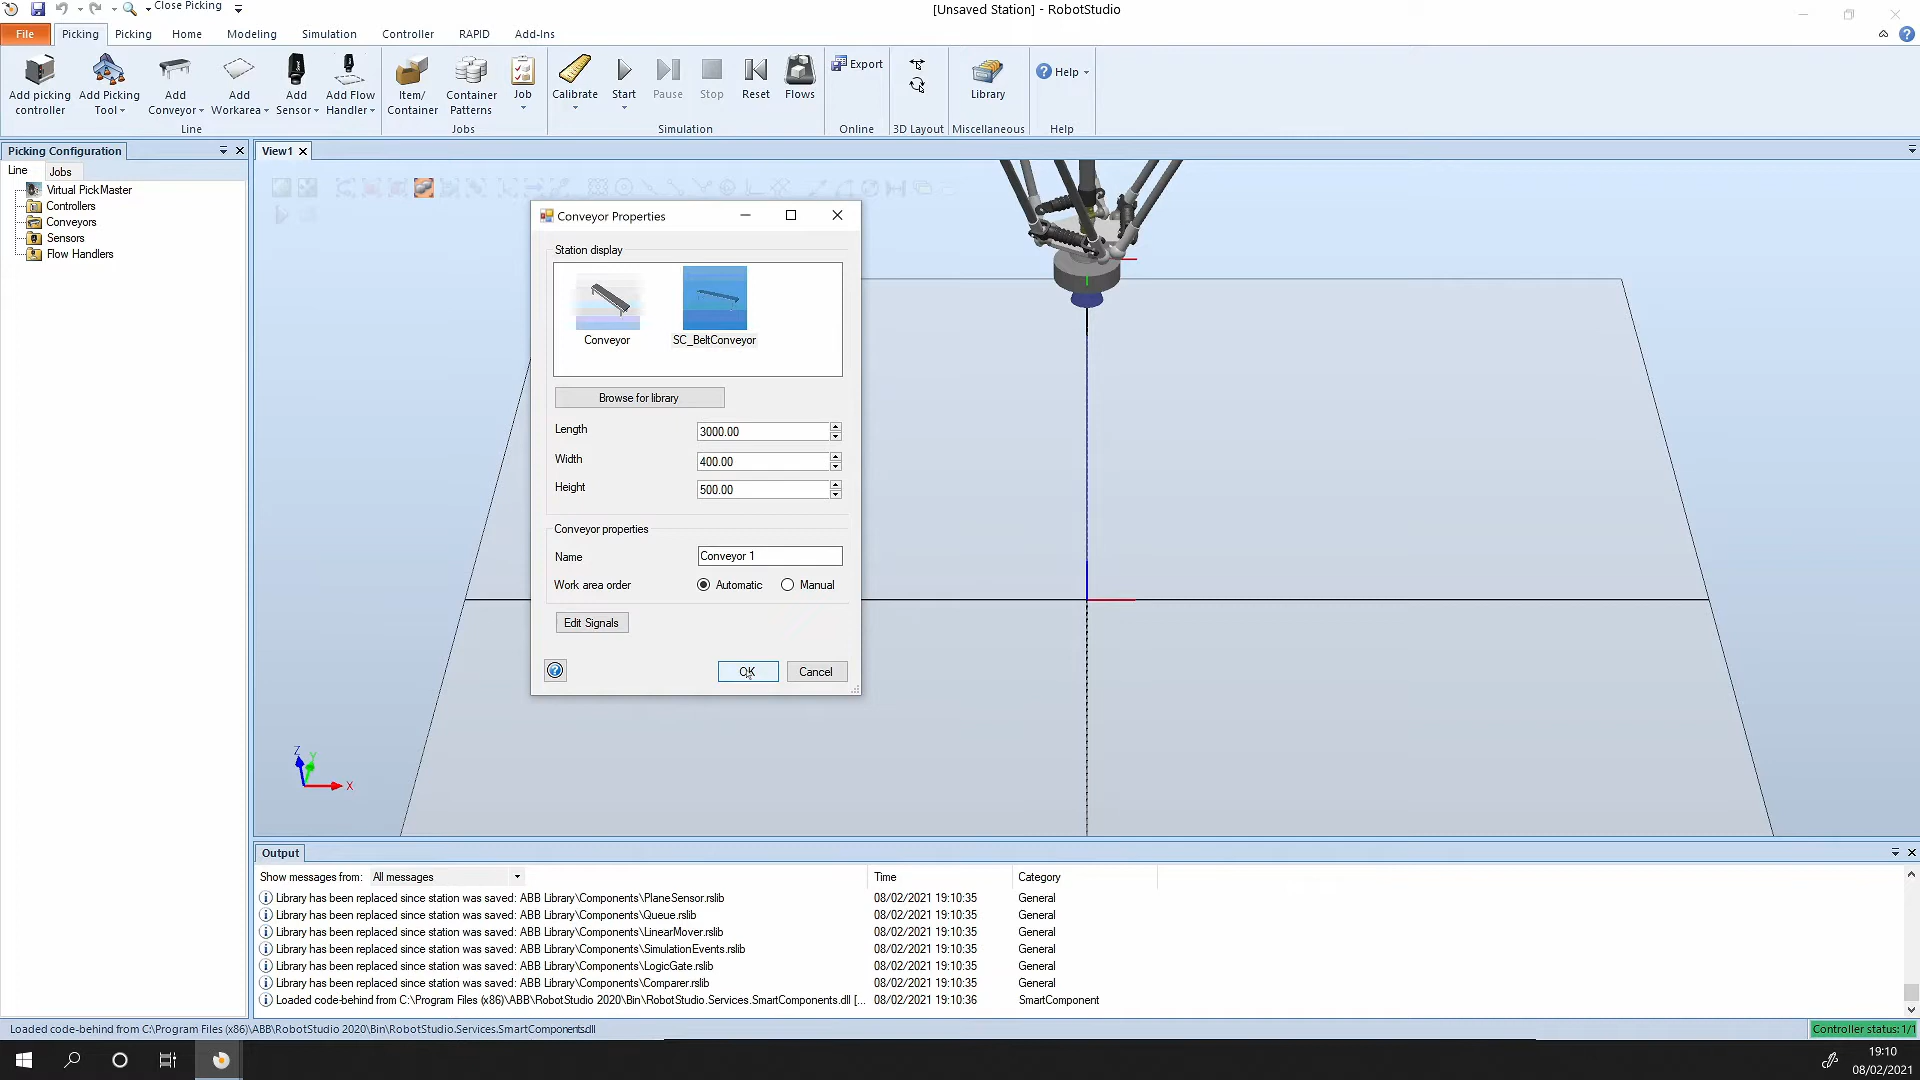 Close Picking
[Unsaved Station] - RobotStudio
File
Picking
Picking
Home
Modeling
Simulation
Controller
RAPID
Add-Ins
Add picking controller
Add Picking Tool
Add Conveyor
Add Workarea
Add Sensor
Add Flow Handler
Item/ Container
Container Patterns
Job
Calibrate
Start
Pause
Stop
Reset
Flows
Export
Library
Help
Line
Jobs
Simulation
Online
3D Layout
Miscellaneous
Help
Picking Configuration
Line
Jobs
Virtual PickMaster
Controllers
Conveyors
Sensors
Flow Handlers
View1
Conveyor Properties
Station display
Conveyor
SC_BeltConveyor
Browse for library
Length
3000.00
Width
400.00
Height
500.00
Conveyor properties
Name
Conveyor 1
Work area order
Automatic
Manual
Edit Signals
OK
Cancel
Z
Y
X
Output
Show messages from:
All messages
Time
Category
Library has been replaced since station was saved: ABB Library\Components\PlaneSensor.rslib 08/02/2021 19:10:35 General
Library has been replaced since station was saved: ABB Library\Components\Queue.rslib 08/02/2021 19:10:35 General
Library has been replaced since station was saved: ABB Library\Components\LinearMover.rslib 08/02/2021 19:10:35 General
Library has been replaced since station was saved: ABB Library\Components\SimulationEvents.rslib 08/02/2021 19:10:35 General
Library has been replaced since station was saved: ABB Library\Components\LogicGate.rslib 08/02/2021 19:10:35 General
Library has been replaced since station was saved: ABB Library\Components\Comparer.rslib 08/02/2021 19:10:35 General
Loaded code-behind from C:\Program Files (x86)\ABB\RobotStudio 2020\Bin\RobotStudio.Services.SmartComponents.dll [... 08/02/2021 19:10:36 SmartComponent
Loaded code-behind from C:\Program Files (x86)\ABB\RobotStudio 2020\Bin\RobotStudio.Services.SmartComponents.dll
Controller status: 1/1
19:10
08/02/2021